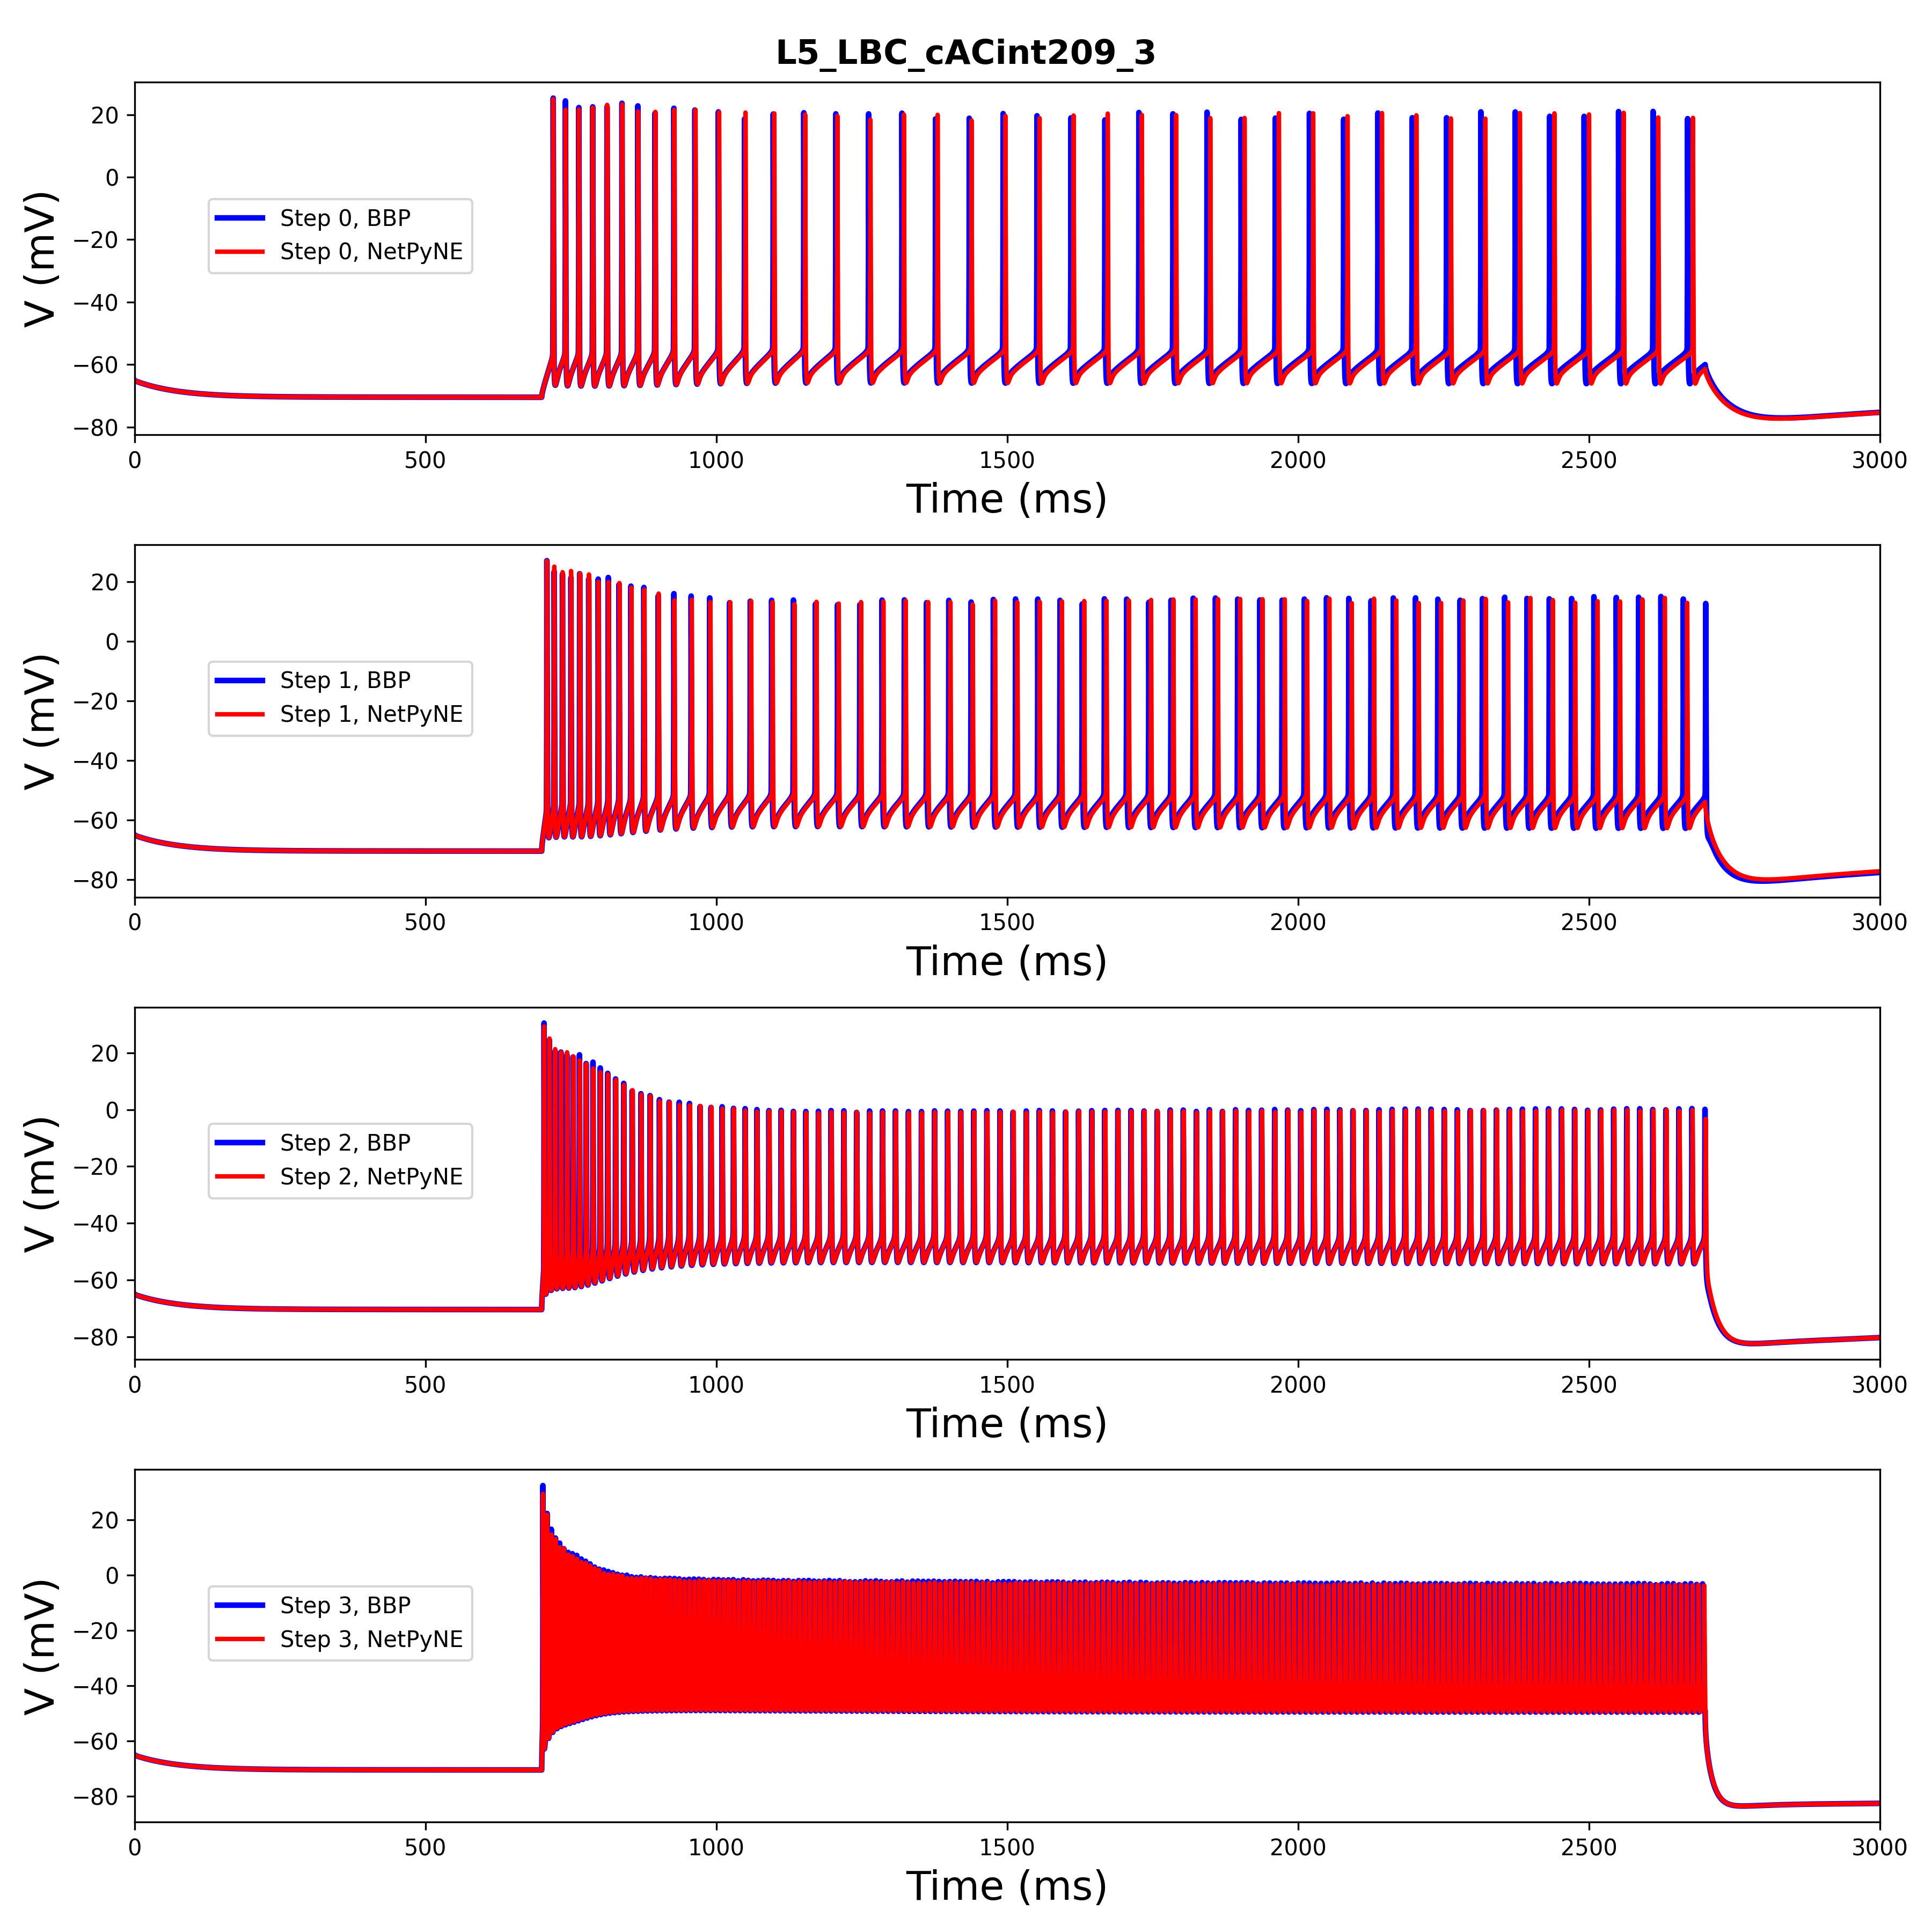 L5_LBC_cACint209_3
20
0
−20
−40
−60
−80
V (mV)
Step 0, BBP
Step 0, NetPyNE
0 500 1000 1500 2000 2500 3000
Time (ms)
20
0
−20
−40
−60
−80
V (mV)
Step 1, BBP
Step 1, NetPyNE
0 500 1000 1500 2000 2500 3000
Time (ms)
20
0
−20
−40
−60
−80
V (mV)
Step 2, BBP
Step 2, NetPyNE
0 500 1000 1500 2000 2500 3000
Time (ms)
20
0
−20
−40
−60
−80
V (mV)
Step 3, BBP
Step 3, NetPyNE
0 500 1000 1500 2000 2500 3000
Time (ms)